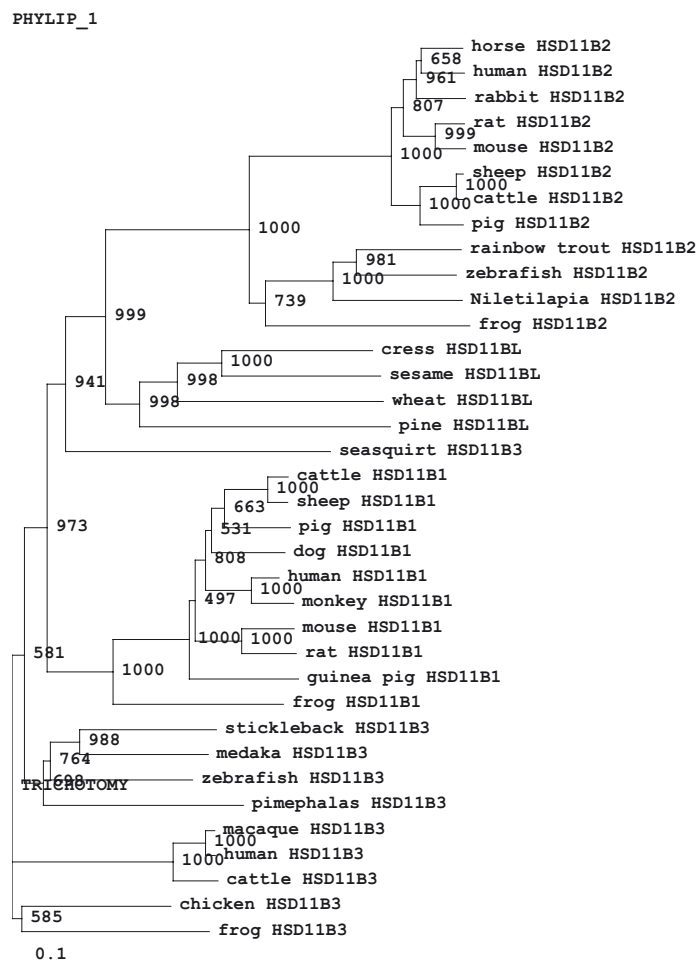 PHYLIP_1
horse HSD11B2
658
human HSD11B2
961
rabbit HSD11B2
807
rat HSD11B2
999
mouse HSD11B2
1000
sheep HSD11B2
1000
cattle HSD11B2
1000
pig HSD11B2
1000
rainbow trout HSD11B2
981
zebrafish HSD11B2
1000
Niletilapia HSD11B2
739
999
frog HSD11B2
cress HSD11BL
1000
sesame HSD11BL
998
941
wheat HSD11BL
998
pine HSD11BL
seasquirt HSD11B3
cattle HSD11B1
1000
sheep HSD11B1
663
pig HSD11B1
973
531
dog HSD11B1
808
human HSD11B1
1000
monkey HSD11B1
497
mouse HSD11B1
1000
1000
rat HSD11B1
581
1000
guinea pig HSD11B1
frog HSD11B1
stickleback HSD11B3
988
medaka HSD11B3
764
zebrafish HSD11B3
698
TRICHOTOMY
pimephalas HSD11B3
macaque HSD11B3
1000
human HSD11B3
1000
cattle HSD11B3
chicken HSD11B3
585
frog HSD11B3
0.1